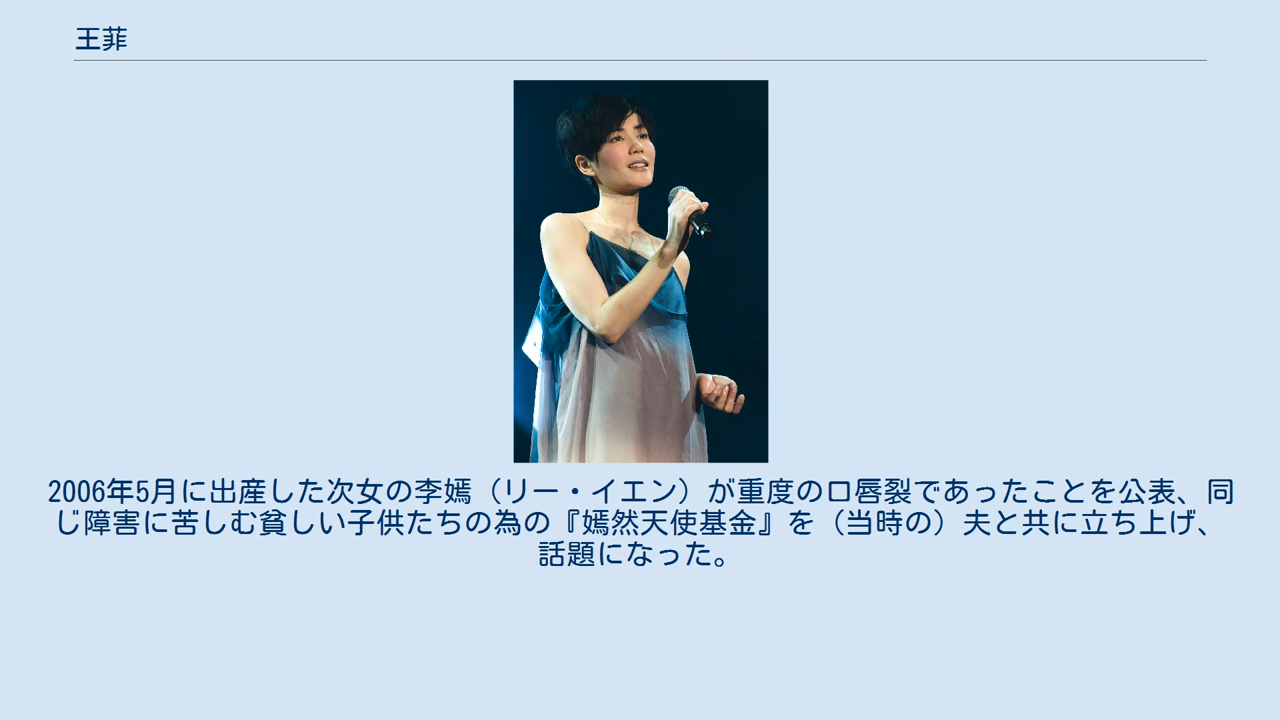 王菲
2006年5月に出産した次女の李嫣（リー・イエン）が重度の口唇裂であったことを公表、同
じ障害に苦しむ貧しい子供たちの為の『嫣然天使基金』を（当時の）夫と共に立ち上げ、
話題になった。